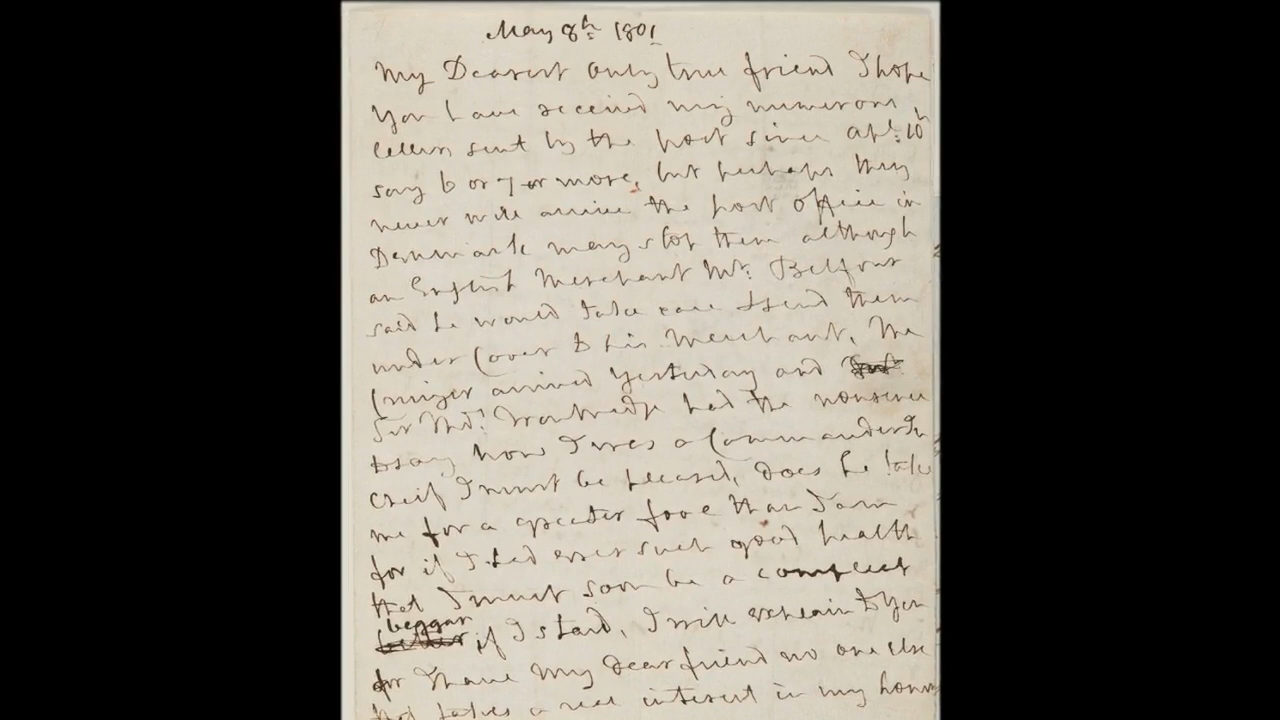 May 8th 1801
My Dearest only true friend I hope
You have received my numerous
letters sent by the post since apl: 10th
say 6 or 7 or more, but perhaps they
never will arrive the post office in
Denmark may stop them although
an English Merchant Mr: Belfour
said he would take care & send them
under Cover to his Merchant, The
Cruizer arrived yesterday and
Sir Thos: Troubridge had the nonsense
to say now I was a Commander In
Cheif I must be pleased, does he take
me for a greater fool than I am
for if I had ever such good health
that I must soon be a compleat
beggar if I staid, I will explain to You
for I have My dear friend no one else
that takes a real interest in my honor